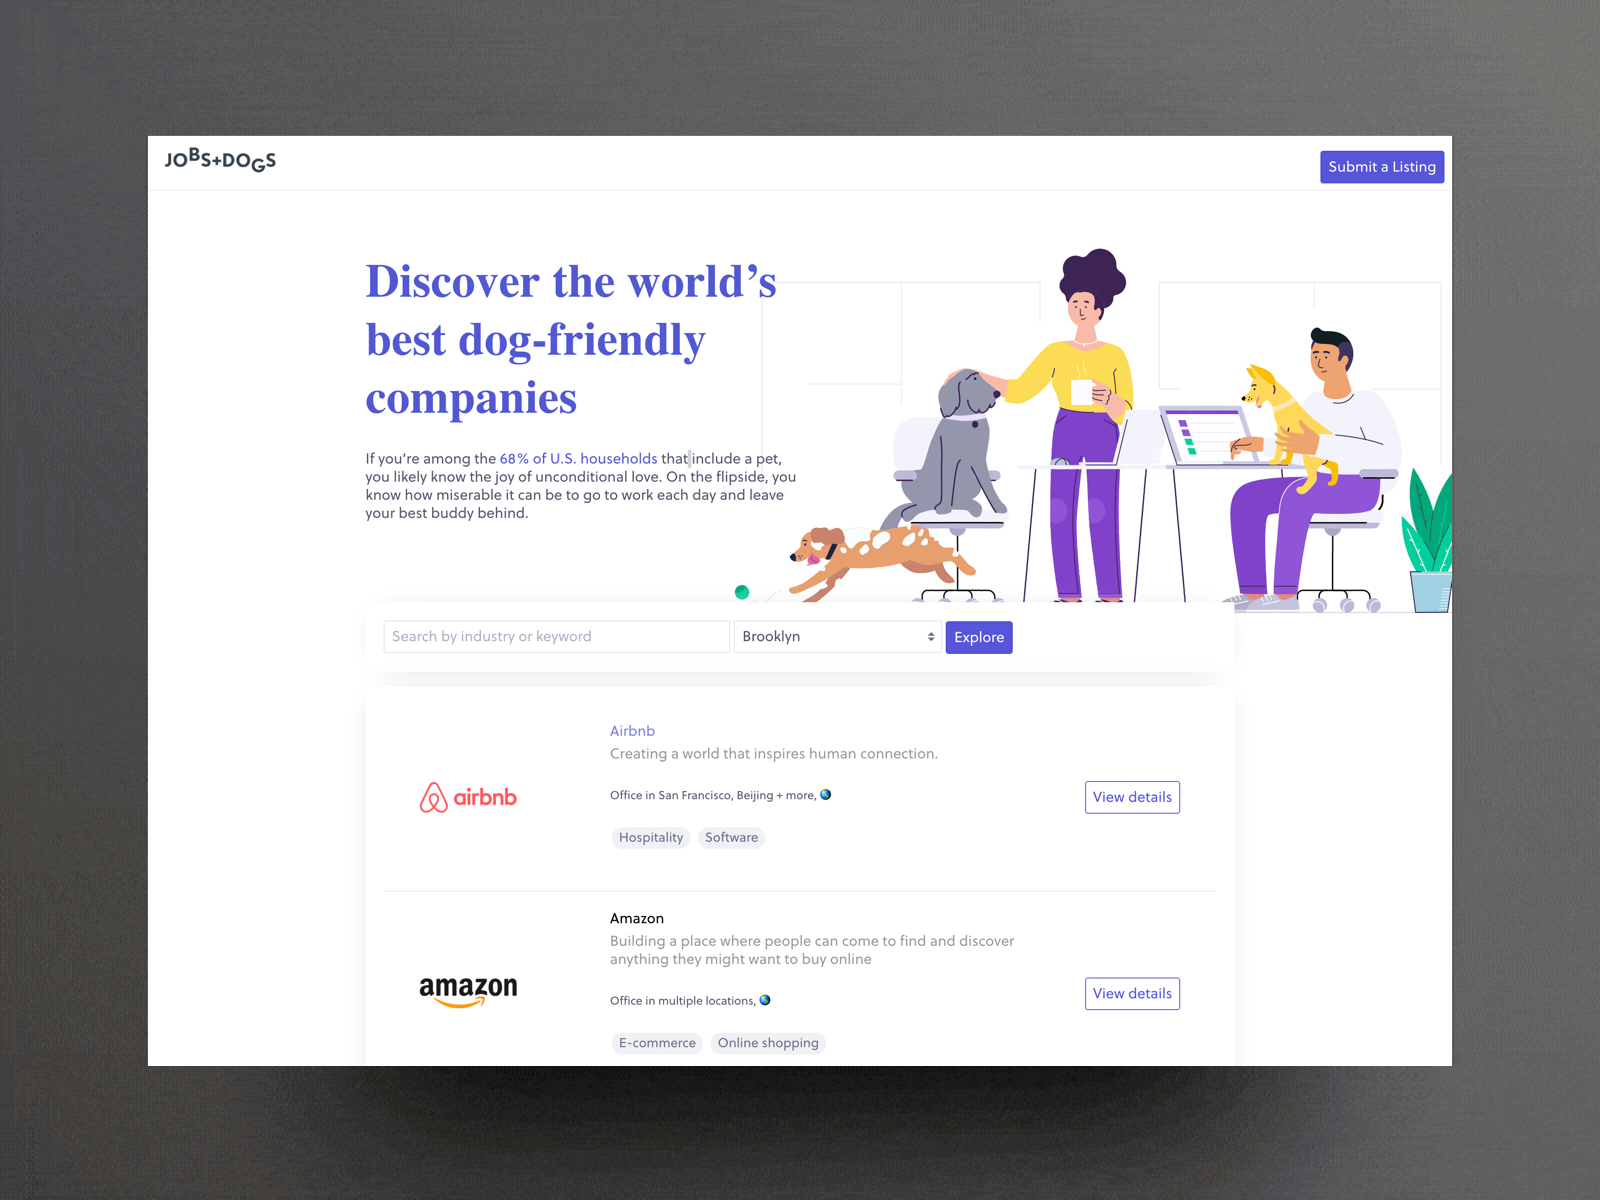 JOBS+DOGS
Submit a Listing
Discover the world’s
best dog-friendly
companies
If you’re among the 68% of U.S. households that include a pet,
you likely know the joy of unconditional love. On the flipside, you
know how miserable it can be to go to work each day and leave
your best buddy behind.
Search by industry or keyword
Brooklyn
Explore
Airbnb
Creating a world that inspires human connection.
airbnb
Office in San Francisco, Beijing + more,
View details
Hospitality
Software
Amazon
Building a place where people can come to find and discover
anything they might want to buy online
amazon
Office in multiple locations,
View details
E-commerce
Online shopping